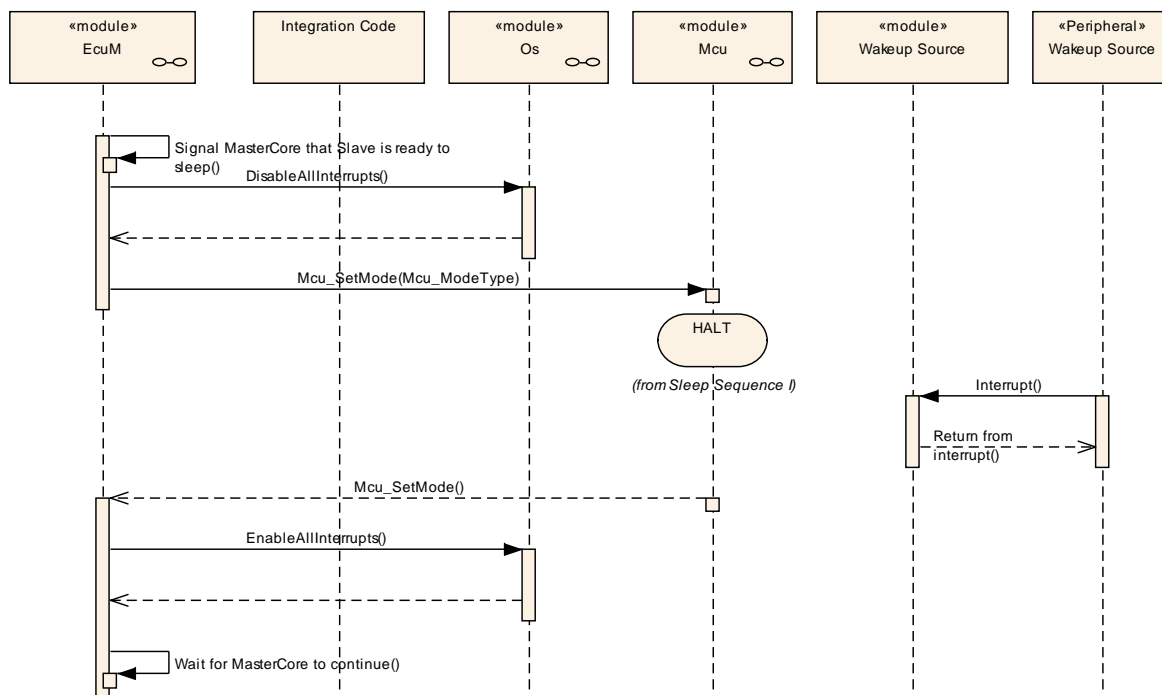 «module»
EcuM
Integration Code
«module»
Os
«module»
Mcu
«module»
Wakeup Source
«Peripheral»
Wakeup Source
Signal MasterCore that Slave is ready to
sleep()
DisableAllInterrupts()
Mcu_SetMode(Mcu_ModeType)
HALT
(from Sleep Sequence I)
Interrupt()
Return from
interrupt()
Mcu_SetMode()
EnableAllInterrupts()
Wait for MasterCore to continue()